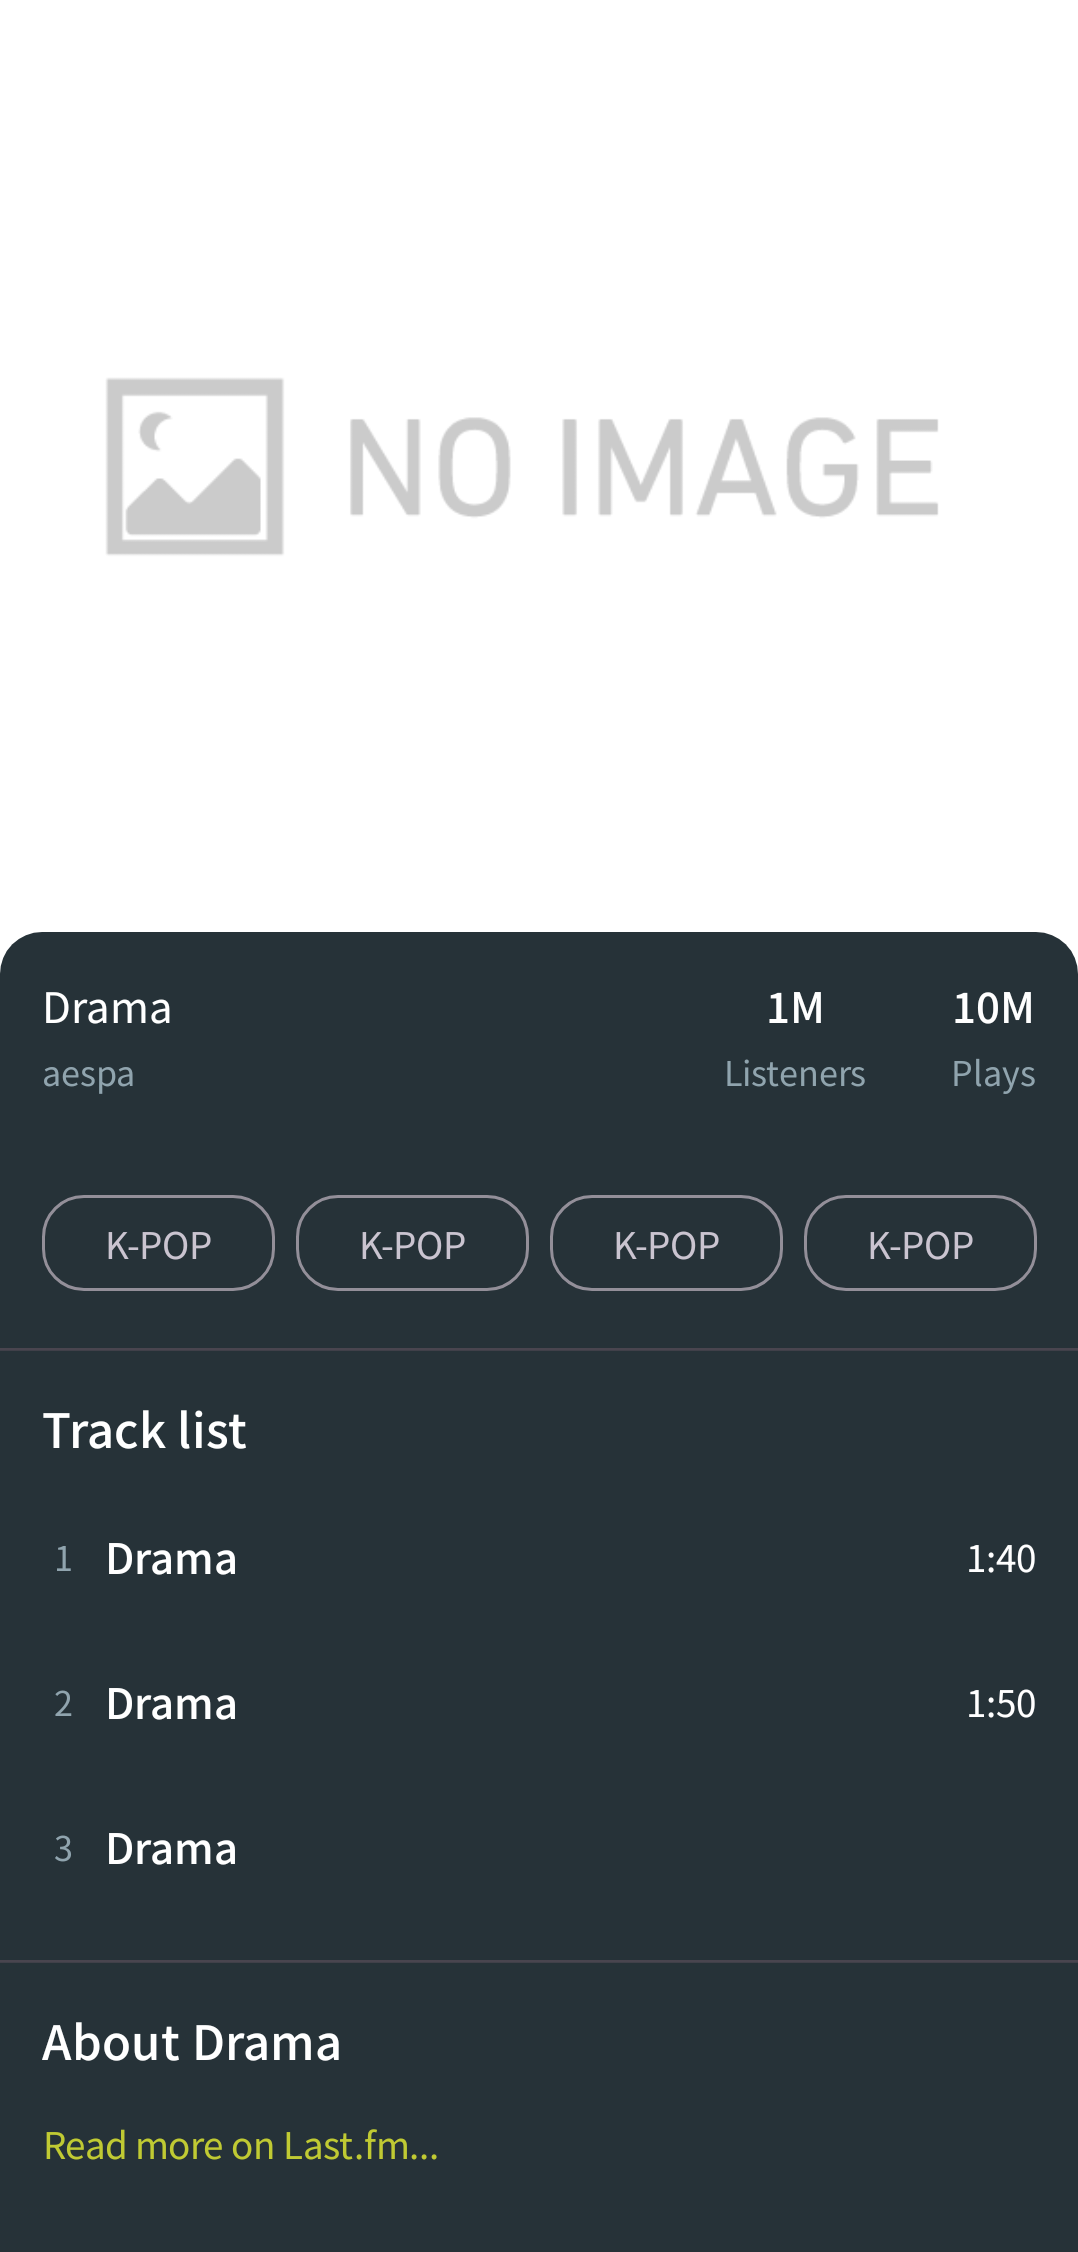 NO IMAGE
Drama
1M
10M
aespa
Listeners
Plays
K-POP
K-POP
K-POP
K-POP
Track list
1 Drama 1:40
2 Drama 1:50
3 Drama
About Drama
Read more on Last.fm...